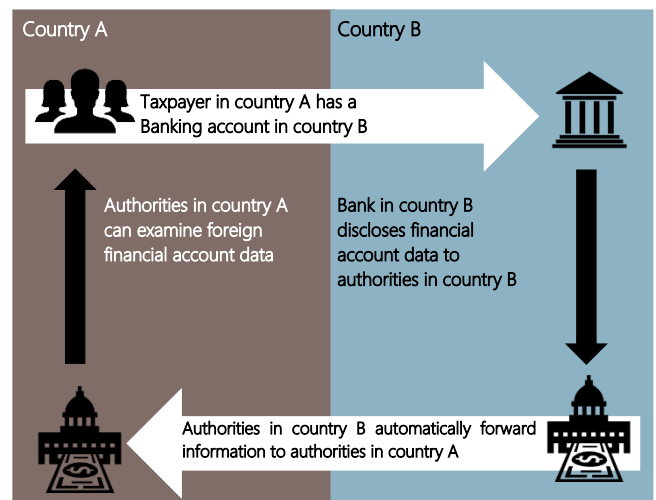 Country A
Country B
Taxpayer in country A has a
Banking account in country B
Authorities in country A
can examine foreign
financial account data
Bank in country B
discloses financial
account data to
authorities in country B
Authorities in country B automatically forward
information to authorities in country A